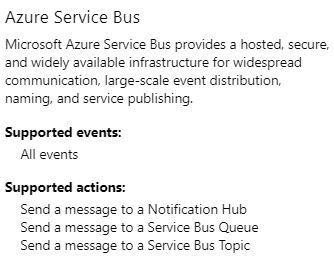 Azure Service Bus
Microsoft Azure Service Bus provides a hosted, secure,
and widely available infrastructure for widespread
communication, large-scale event distribution,
naming, and service publishing.
Supported events:
All events
Supported actions:
Send a message to a Notification Hub
Send a message to a Service Bus Queue
Send a message to a Service Bus Topic